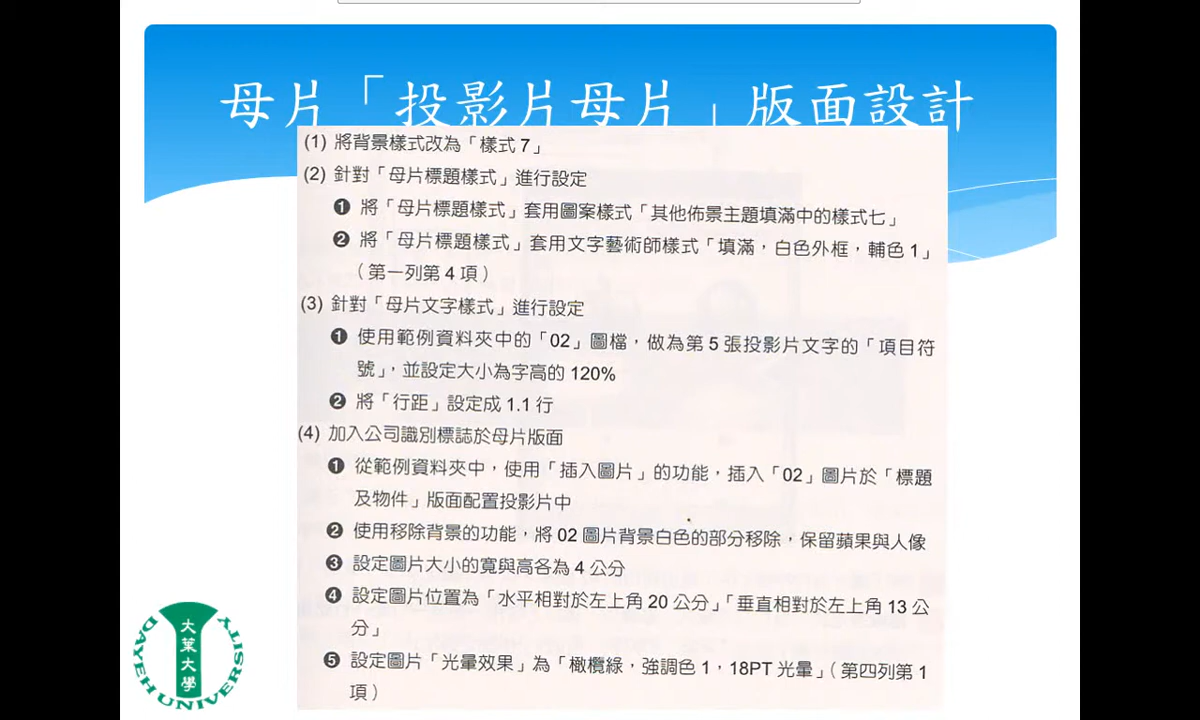 母片「投影片母片」版面設計
(1) 將背景樣式改為「樣式 7」
(2) 針對「母片標題樣式」進行設定
❶ 將「母片標題樣式」套用圖案樣式「其他佈景主題填滿中的樣式七」
❷ 將「母片標題樣式」套用文字藝術師樣式「填滿，白色外框，輔色 1」
（第一列第 4 項）
(3) 針對「母片文字樣式」進行設定
❶ 使用範例資料夾中的「02」圖檔，做為第 5 張投影片文字的「項目符
號」，並設定大小為字高的 120%
❷ 將「行距」設定成 1.1 行
(4) 加入公司識別標誌於母片版面
❶ 從範例資料夾中，使用「插入圖片」的功能，插入「02」圖片於「標題
及物件」版面配置投影片中
❷ 使用移除背景的功能，將 02 圖片背景白色的部分移除，保留蘋果與人像
❸ 設定圖片大小的寬與高各為 4 公分
❹ 設定圖片位置為「水平相對於左上角 20 公分」「垂直相對於左上角 13 公
分」
❺ 設定圖片「光暈效果」為「橄欖綠，強調色 1，18PT 光暈」（第四列第 1
項）
大葉大學
DAYEH UNIVERSITY